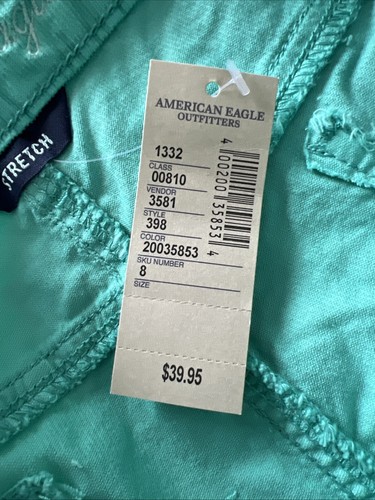 AMERICAN EAGLE
OUTFITTERS
1332
CLASS
00810
VENDOR
3581
STYLE
398
COLOR
20035853
SKU NUMBER
8
SIZE
4 00200 35853 4
$39.95
STRETCH